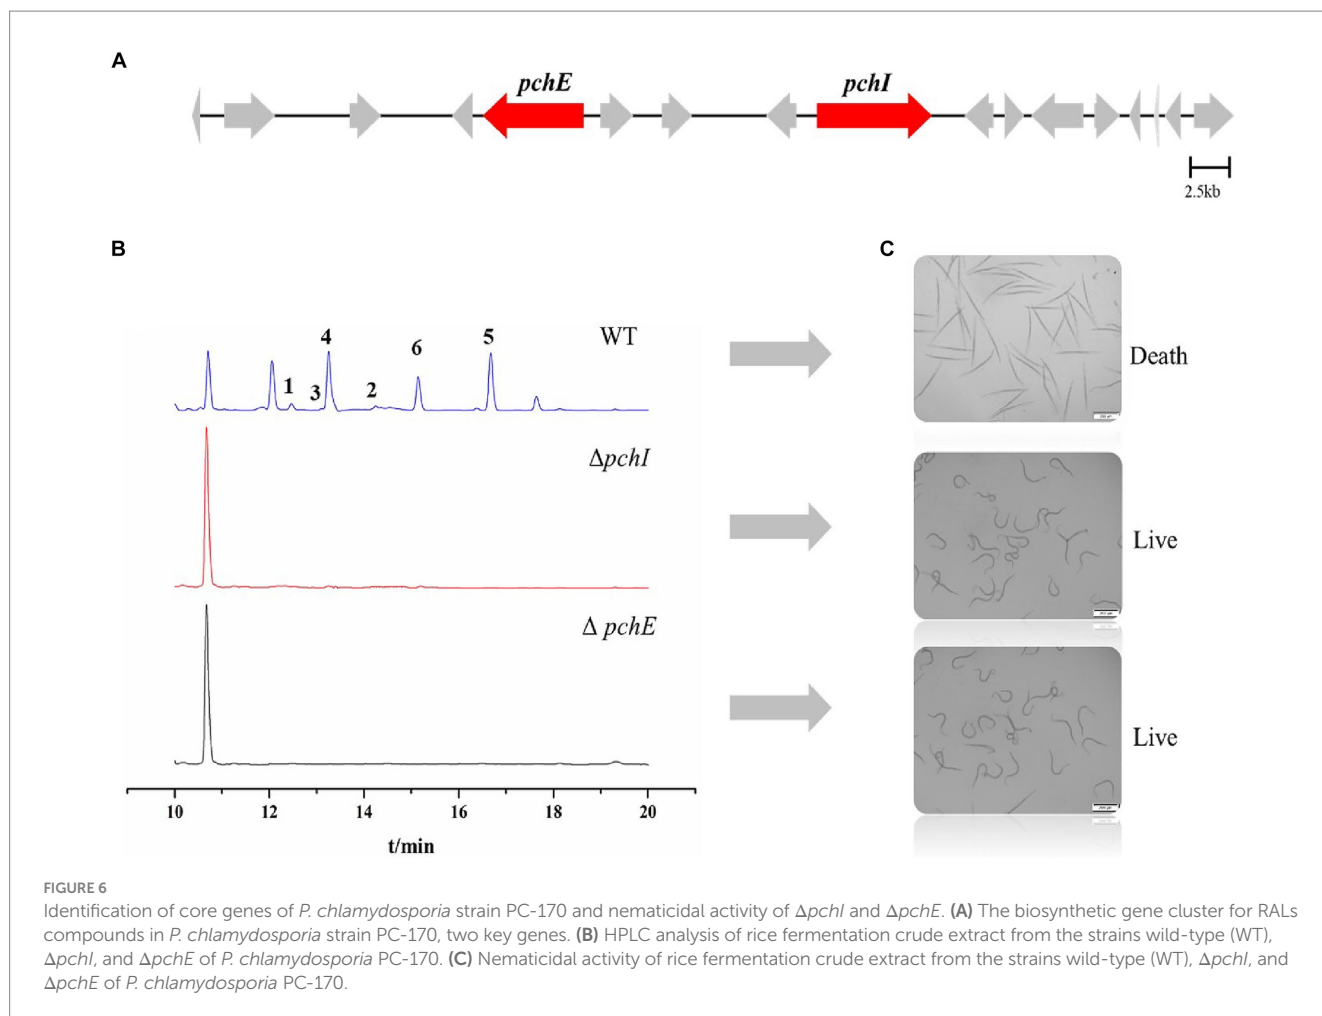 A
pchE
pchI
2.5kb
B
C
WT
1
3
4
2
6
5
Death
ΔpchI
Live
Δ pchE
Live
10
12
14
16
18
20
t/min
FIGURE 6
Identification of core genes of P. chlamydosporia strain PC-170 and nematicidal activity of ΔpchI and ΔpchE. (A) The biosynthetic gene cluster for RALs
compounds in P. chlamydosporia strain PC-170, two key genes. (B) HPLC analysis of rice fermentation crude extract from the strains wild-type (WT),
ΔpchI, and ΔpchE of P. chlamydosporia PC-170. (C) Nematicidal activity of rice fermentation crude extract from the strains wild-type (WT), ΔpchI, and
ΔpchE of P. chlamydosporia PC-170.